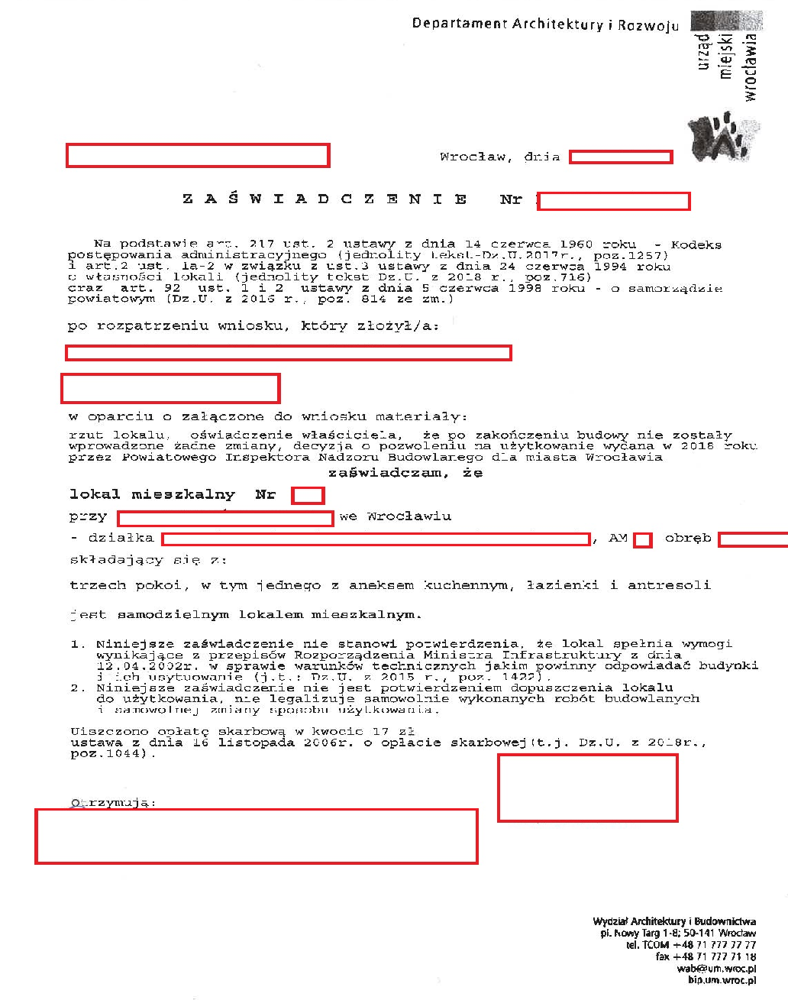 Departament Architektury i Rozwoju
urząd
miejski
wrocławia
Wrocław, dnia
ZAŚWIADCZENIE Nr
Na podstawie art. 217 ust. 2 ustawy z dnia 14 czerwca 1960 roku - Kodeks
postępowania administracyjnego (jednolity tekst-Dz.U.2017r., poz.1257)
i art.2 ust. 1a-2 w związku z ust.3 ustawy z dnia 24 czerwca 1994 roku
o własności lokali (jednolity tekst Dz.U. z 2018 r., poz.716)
oraz art. 92 ust. 1 i 2 ustawy z dnia 5 czerwca 1998 roku - o samorządzie
powiatowym (Dz.U. z 2016 r., poz. 814 ze zm.)
po rozpatrzeniu wniosku, który złożył/a:
w oparciu o załączone do wniosku materiały:
rzut lokalu, oświadczenie właściciela, że po zakończeniu budowy nie zostały
wprowadzone żadne zmiany, decyzja o pozwoleniu na użytkowanie wydana w 2018 roku
przez Powiatowego Inspektora Nadzoru Budowlanego dla miasta Wrocławia
zaświadczam, że
lokal mieszkalny Nr
przy we Wrocławiu
- działka , AM obręb
składający się z:
trzech pokoi, w tym jednego z aneksem kuchennym, łazienki i antresoli
jest samodzielnym lokalem mieszkalnym.
1. Niniejsze zaświadczenie nie stanowi potwierdzenia, że lokal spełnia wymogi
wynikające z przepisów Rozporządzenia Ministra Infrastruktury z dnia
12.04.2002r. w sprawie warunków technicznych jakim powinny odpowiadać budynki
i ich usytuowanie (j.t.: Dz.U. z 2015 r., poz. 1422).
2. Niniejsze zaświadczenie nie jest potwierdzeniem dopuszczenia lokalu
do użytkowania, nie legalizuje samowolnie wykonanych robót budowlanych
i samowolnej zmiany sposobu użytkowania.
Uiszczono opłatę skarbową w kwocie 17 zł
ustawa z dnia 16 listopada 2006r. o opłacie skarbowej(t.j. Dz.U. z 2018r.,
poz.1044).
Otrzymują:
Wydział Architektury i Budownictwa
pl. Nowy Targ 1-8; 50-141 Wrocław
tel. TCOM +48 71 777 77 77
fax +48 71 777 71 18
wab@um.wroc.pl
bip.um.wroc.pl